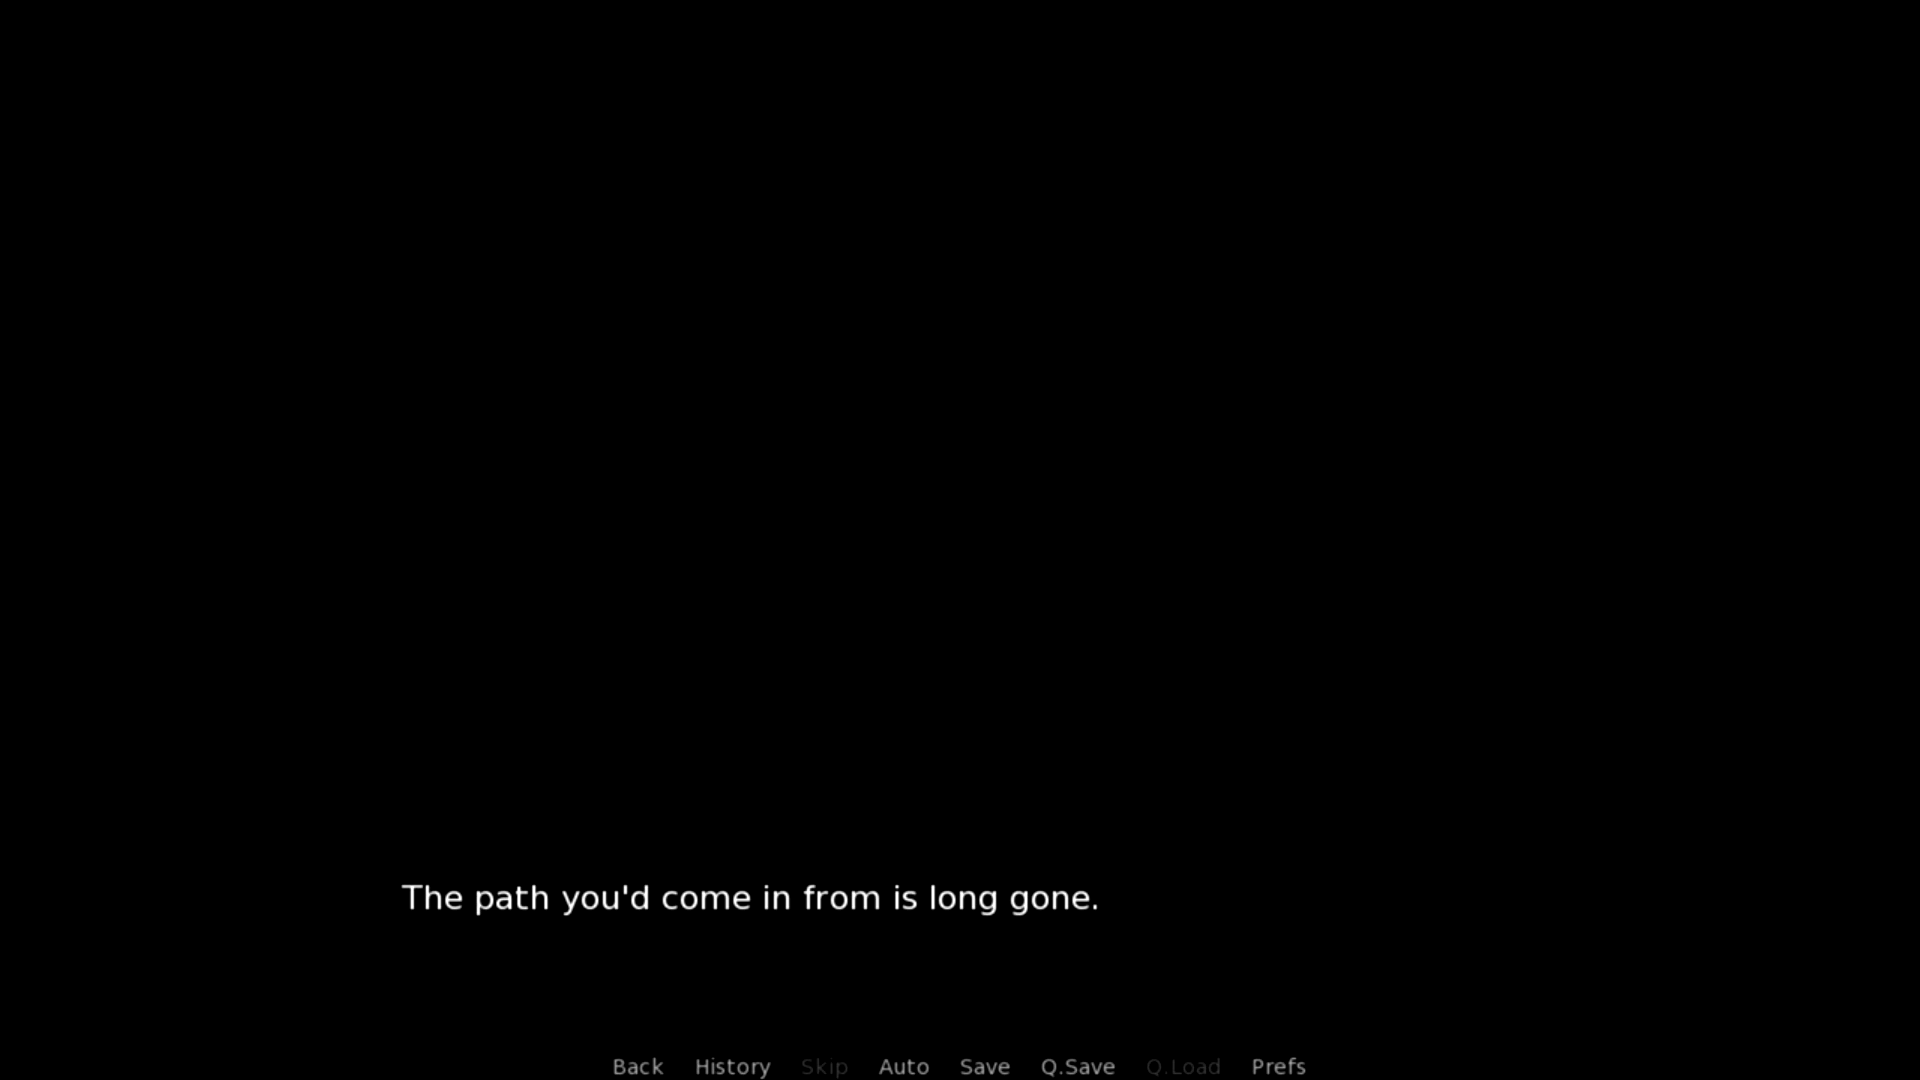 The path you'd come in from is long gone.
Back History Skip Auto Save Q.Save Q.Load Prefs